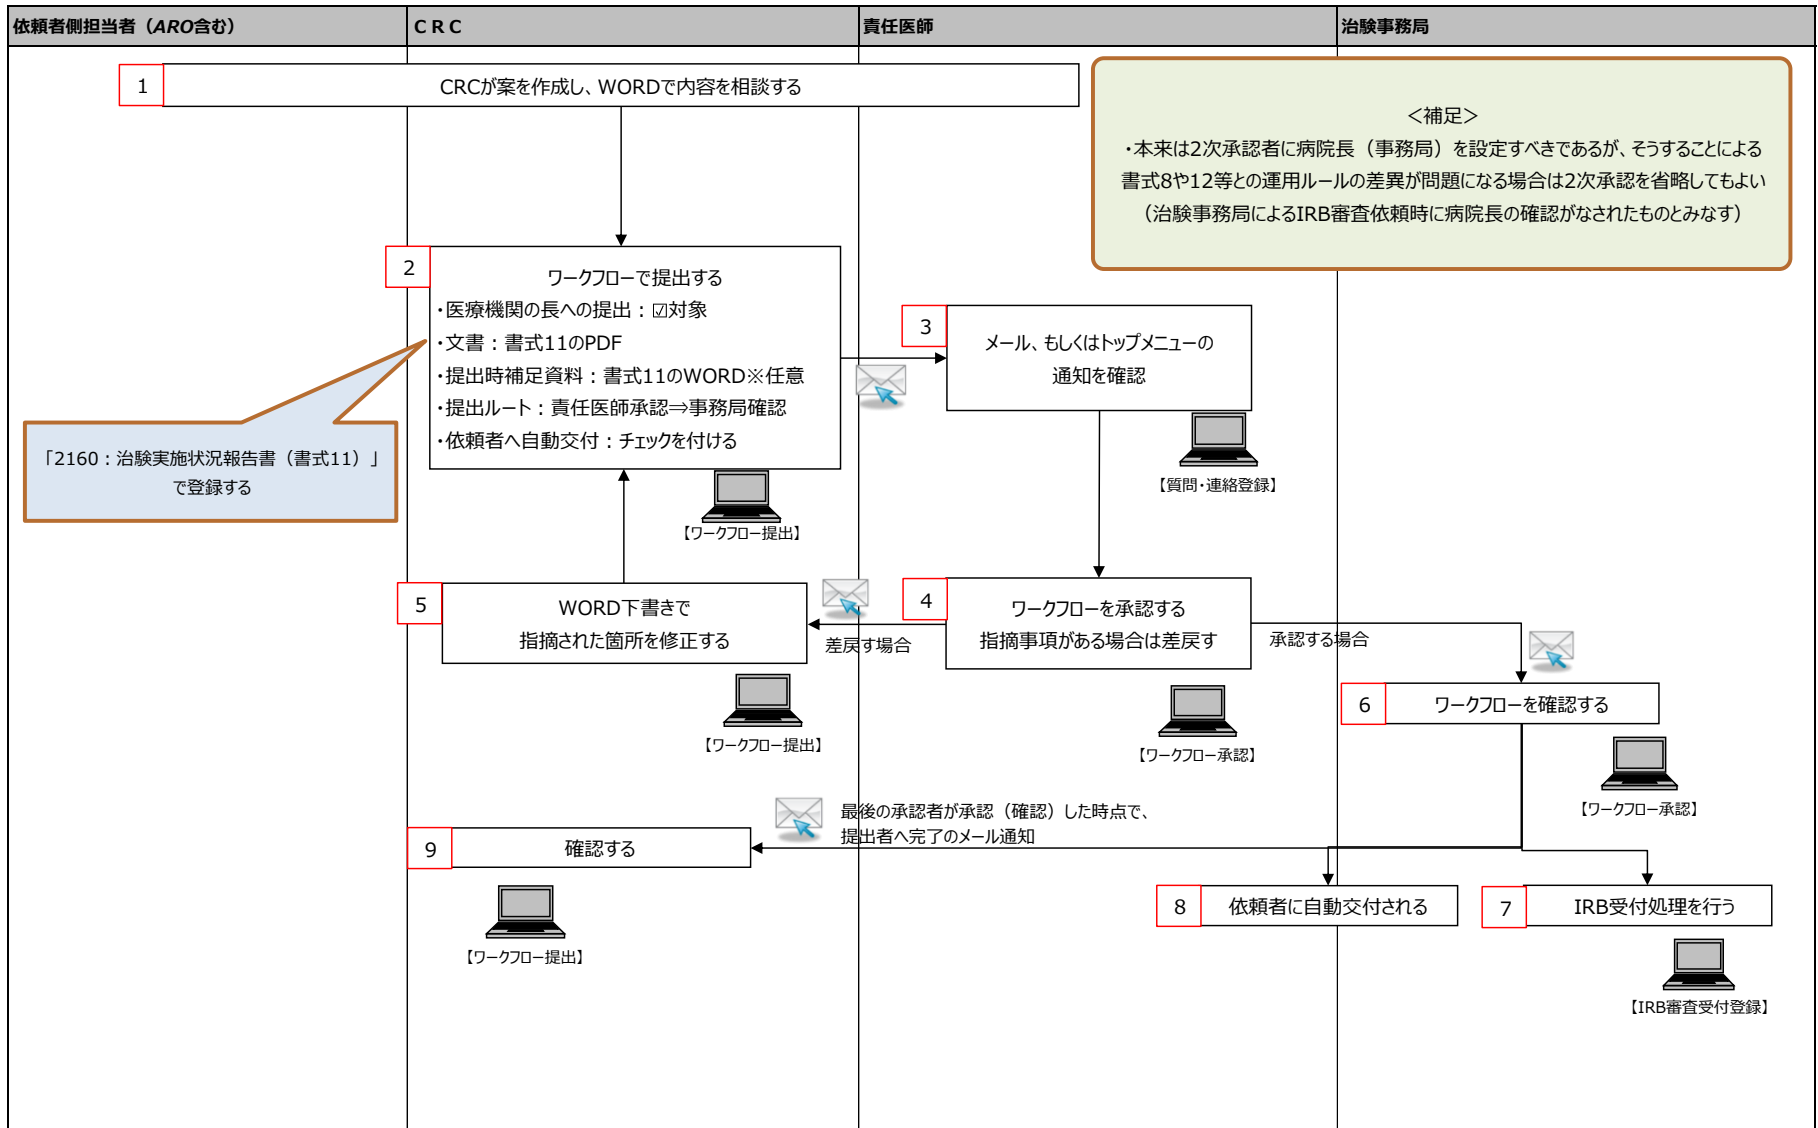 依頼者側担当者（ARO含む）
ＣＲＣ
責任医師
治験事務局
1
CRCが案を作成し、WORDで内容を相談する
＜補足＞
・本来は2次承認者に病院長（事務局）を設定すべきであるが、そうすることによる
書式8や12等との運用ルールの差異が問題になる場合は2次承認を省略してもよい
（治験事務局によるIRB審査依頼時に病院長の確認がなされたものとみなす）
2
ワークフローで提出する
・医療機関の長への提出：☑対象
・文書：書式11のPDF
・提出時補足資料：書式11のWORD※任意
・提出ルート：責任医師承認⇒事務局確認
・依頼者へ自動交付：チェックを付ける
「2160：治験実施状況報告書（書式11）」
で登録する
【ワークフロー提出】
3
メール、もしくはトップメニューの
通知を確認
【質問・連絡登録】
4
ワークフローを承認する
指摘事項がある場合は差戻す
【ワークフロー承認】
差戻す場合
承認する場合
5
WORD下書きで
指摘された箇所を修正する
【ワークフロー提出】
6
ワークフローを確認する
【ワークフロー承認】
最後の承認者が承認（確認）した時点で、
提出者へ完了のメール通知
9
確認する
【ワークフロー提出】
8
依頼者に自動交付される
7
IRB受付処理を行う
【IRB審査受付登録】